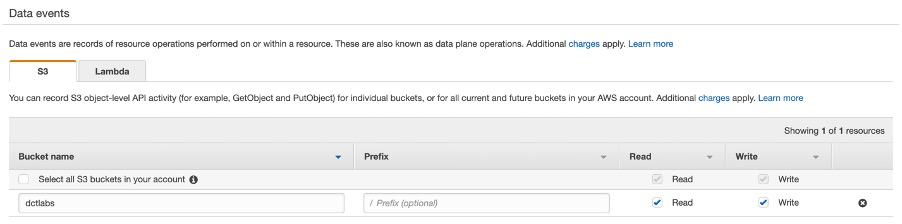 Data events
Data events are records of resource operations performed on or within a resource. These are also known as data plane operations. Additional charges apply. Learn more
S3 Lambda
You can record S3 object-level API activity (for example, GetObject and PutObject) for individual buckets, or for all current and future buckets in your AWS account. Additional charges apply. Learn more
Showing 1 of 1 resources
Bucket name Prefix Read Write
Select all S3 buckets in your account Read Write
dctlabs / Prefix (optional) Read Write